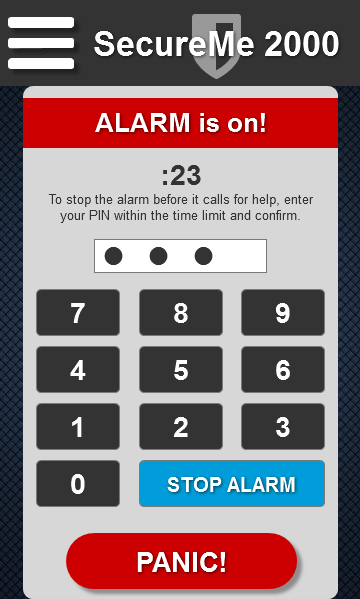 SecureMe 2000
ALARM is on!
:23
To stop the alarm before it calls for help, enter
your PIN within the time limit and confirm.
7 8 9
4 5 6
1 2 3
0 STOP ALARM
PANIC!